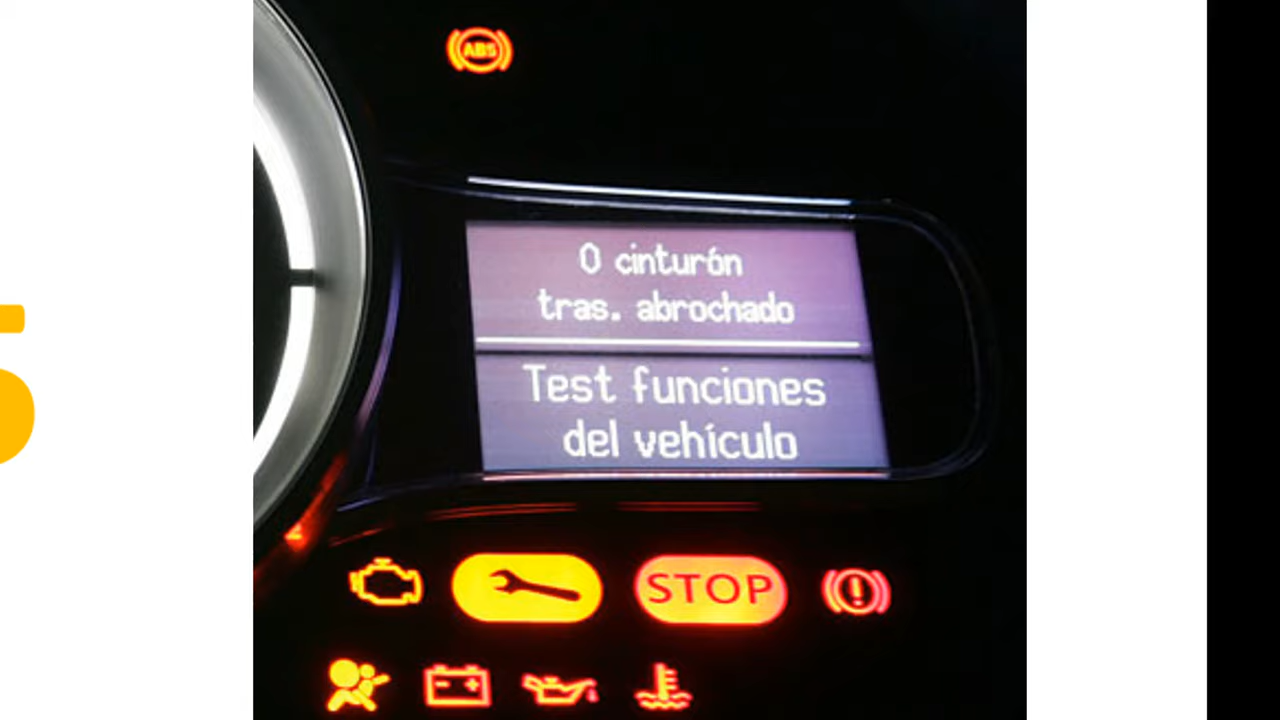 ABS
0 cinturón
tras. abrochado
Test funciones
del vehículo
STOP